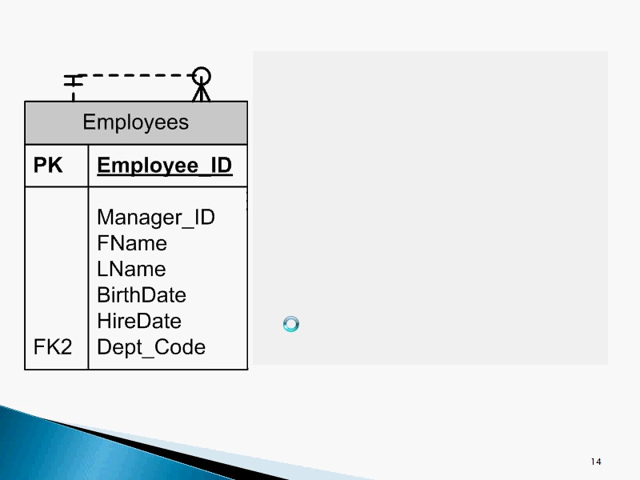 Employees
PK Employee_ID
Manager_ID
FName
LName
BirthDate
HireDate
FK2 Dept_Code
14